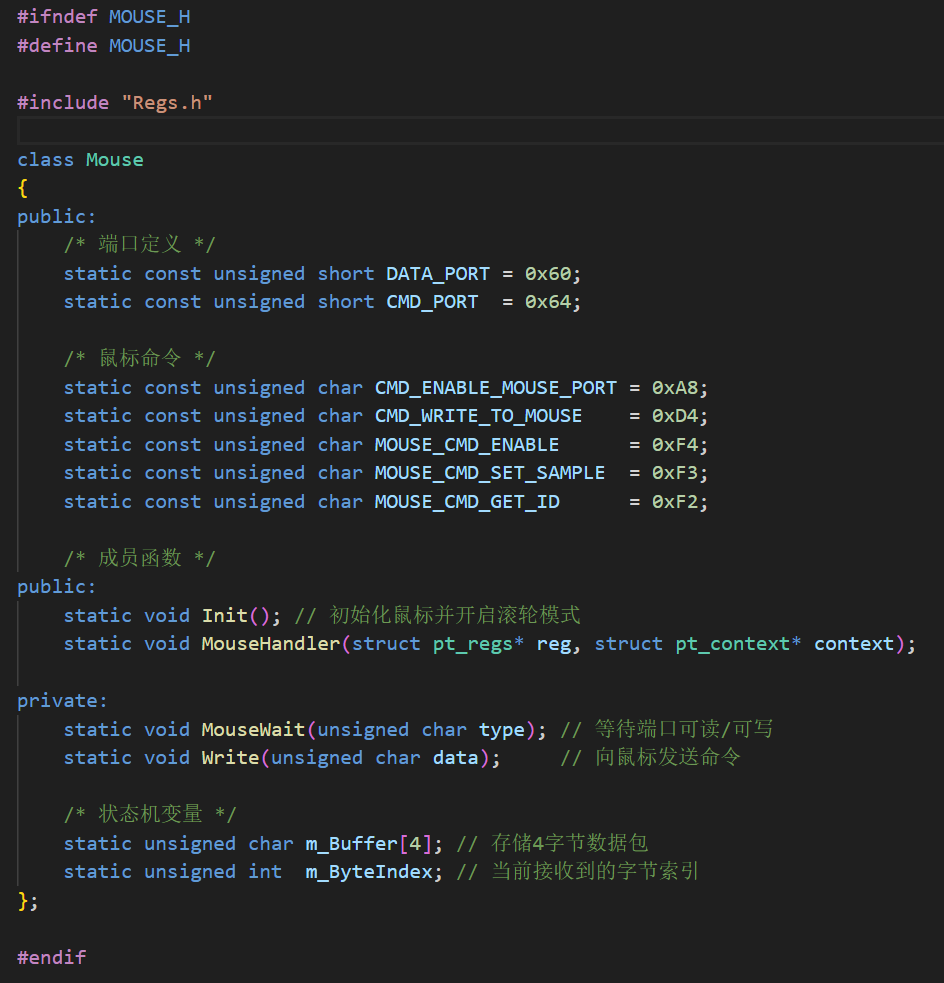 #ifndef MOUSE_H
#define MOUSE_H
#include "Regs.h"
class Mouse
{
public:
/* 端口定义 */
static const unsigned short DATA_PORT = 0x60;
static const unsigned short CMD_PORT  = 0x64;
/* 鼠标命令 */
static const unsigned char CMD_ENABLE_MOUSE_PORT = 0xA8;
static const unsigned char CMD_WRITE_TO_MOUSE    = 0xD4;
static const unsigned char MOUSE_CMD_ENABLE      = 0xF4;
static const unsigned char MOUSE_CMD_SET_SAMPLE  = 0xF3;
static const unsigned char MOUSE_CMD_GET_ID      = 0xF2;
/* 成员函数 */
public:
static void Init(); // 初始化鼠标并开启滚轮模式
static void MouseHandler(struct pt_regs* reg, struct pt_context* context);
private:
static void MouseWait(unsigned char type); // 等待端口可读/可写
static void Write(unsigned char data);     // 向鼠标发送命令
/* 状态机变量 */
static unsigned char m_Buffer[4]; // 存储4字节数据包
static unsigned int  m_ByteIndex; // 当前接收到的字节索引
};
#endif